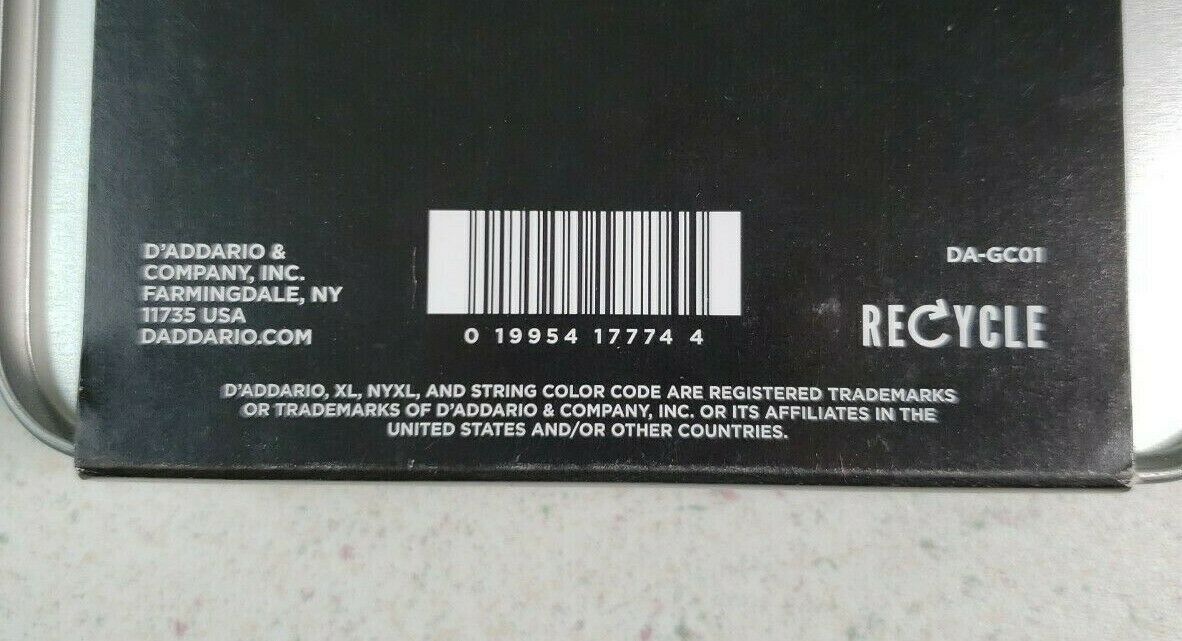 D'ADDARIO &
COMPANY, INC.
FARMINGDALE, NY
11735 USA
DADDARIO.COM
0 19954 17774 4
DA-GC01
RECYCLE
D'ADDARIO, XL, NYXL, AND STRING COLOR CODE ARE REGISTERED TRADEMARKS
OR TRADEMARKS OF D'ADDARIO & COMPANY, INC. OR ITS AFFILIATES IN THE
UNITED STATES AND/OR OTHER COUNTRIES.